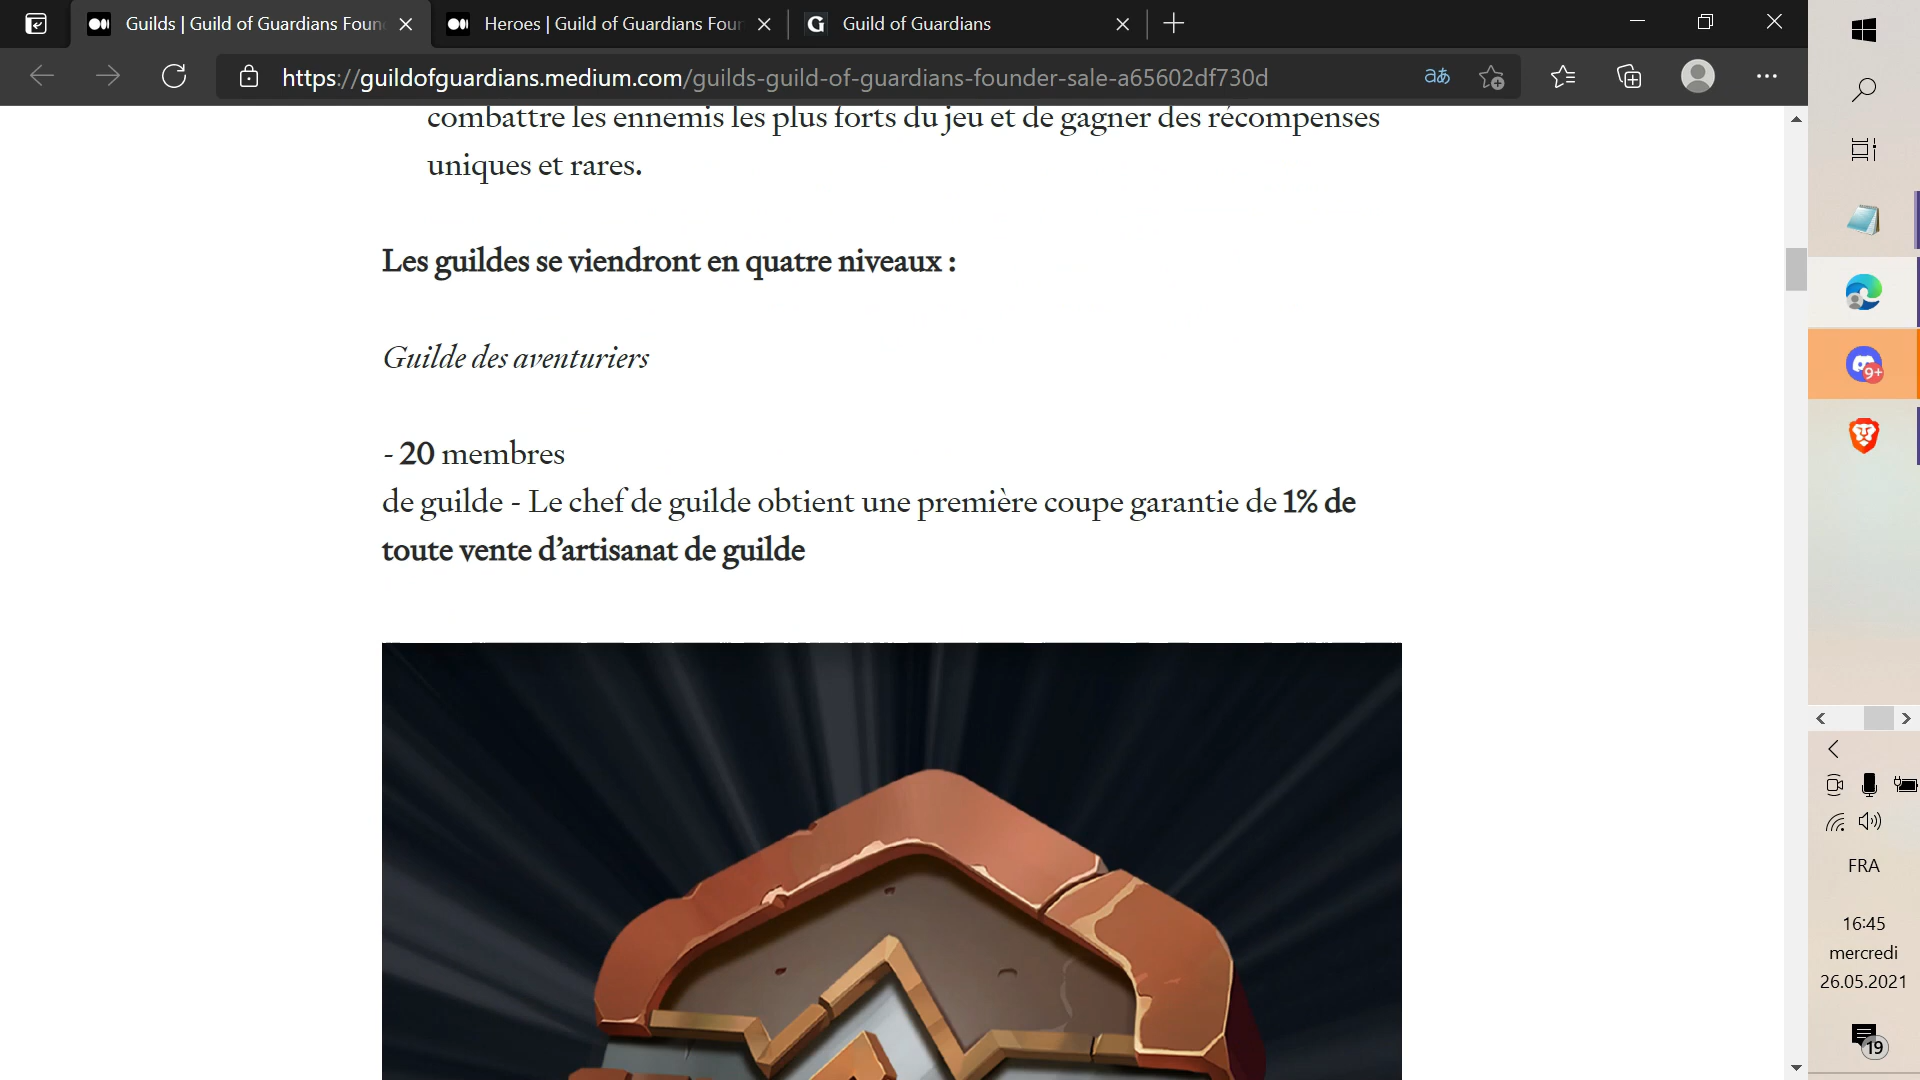 Guilds | Guild of Guardians Foun
Heroes | Guild of Guardians Four
Guild of Guardians
https://guildofguardians.medium.com/guilds-guild-of-guardians-founder-sale-a65602df730d
aあ
combattre les ennemis les plus forts du jeu et de gagner des récompenses
uniques et rares.
Les guildes se viendront en quatre niveaux :
Guilde des aventuriers
- 20 membres
de guilde - Le chef de guilde obtient une première coupe garantie de 1% de
toute vente d’artisanat de guilde
9+
FRA
16:45
mercredi
26.05.2021
19